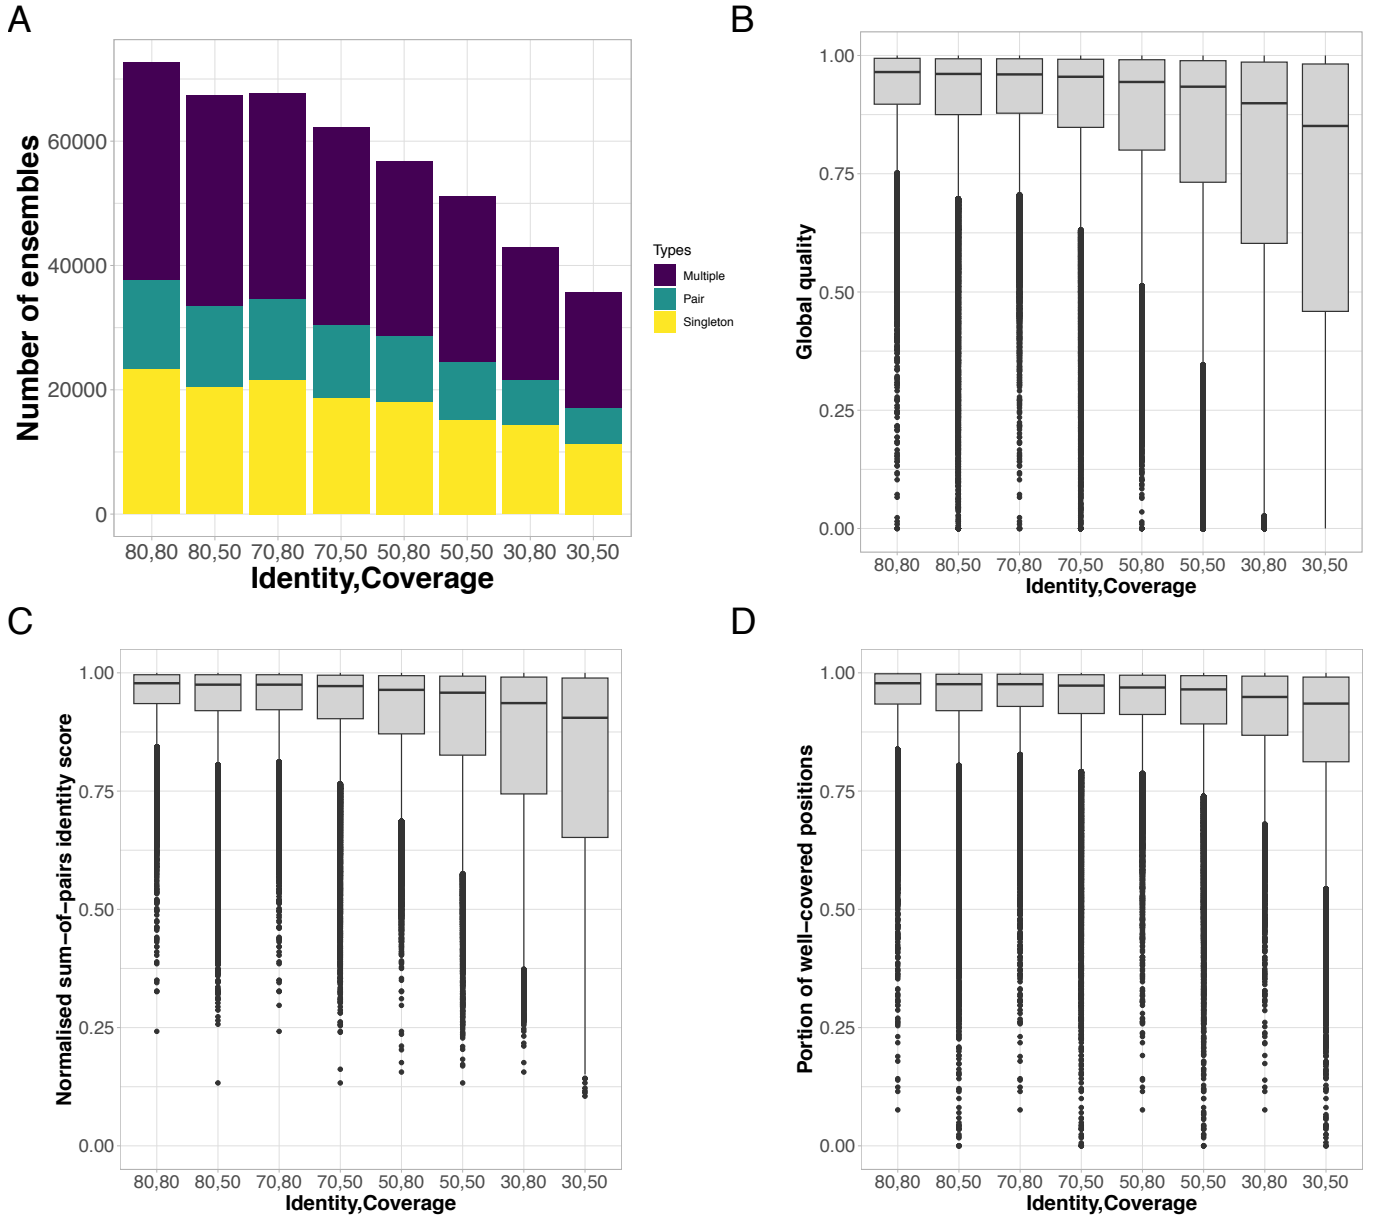 A
Number of ensembles
60000
40000
20000
0
80,80 80,50 70,80 70,50 50,80 50,50 30,80 30,50
Identity,Coverage
Types
Multiple
Pair
Singleton
B
Global quality
1.00
0.75
0.50
0.25
0.00
80,80 80,50 70,80 70,50 50,80 50,50 30,80 30,50
Identity,Coverage
C
Normalised sum−of−pairs identity score
1.00
0.75
0.50
0.25
0.00
80,80 80,50 70,80 70,50 50,80 50,50 30,80 30,50
Identity,Coverage
D
Portion of well−covered positions
1.00
0.75
0.50
0.25
0.00
80,80 80,50 70,80 70,50 50,80 50,50 30,80 30,50
Identity,Coverage